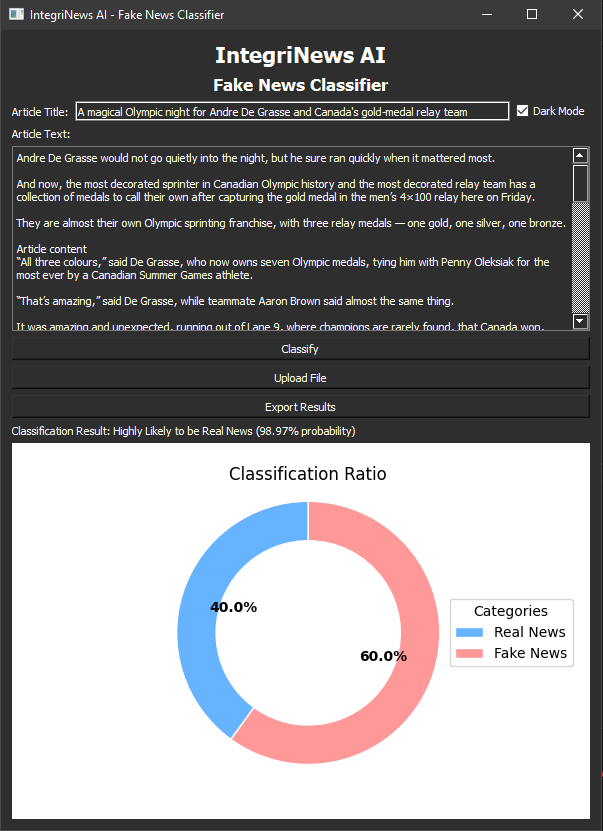 IntegriNews AI - Fake News Classifier
IntegriNews AI
Fake News Classifier
Article Title: A magical Olympic night for Andre De Grasse and Canada's gold-medal relay team Dark Mode
Article Text:
Andre De Grasse would not go quietly into the night, but he sure ran quickly when it mattered most.
And now, the most decorated sprinter in Canadian Olympic history and the most decorated relay team has a
collection of medals to call their own after capturing the gold medal in the men’s 4×100 relay here on Friday.
They are almost their own Olympic sprinting franchise, with three relay medals — one gold, one silver, one bronze.
Article content
“All three colours,” said De Grasse, who now owns seven Olympic medals, tying him with Penny Oleksiak for the
most ever by a Canadian Summer Games athlete.
“That’s amazing,” said De Grasse, while teammate Aaron Brown said almost the same thing.
It was amazing and unexpected, running out of Lane 9, where champions are rarely found, that Canada won,
Classify
Upload File
Export Results
Classification Result: Highly Likely to be Real News (98.97% probability)
Classification Ratio
40.0%
60.0%
Categories
Real News
Fake News